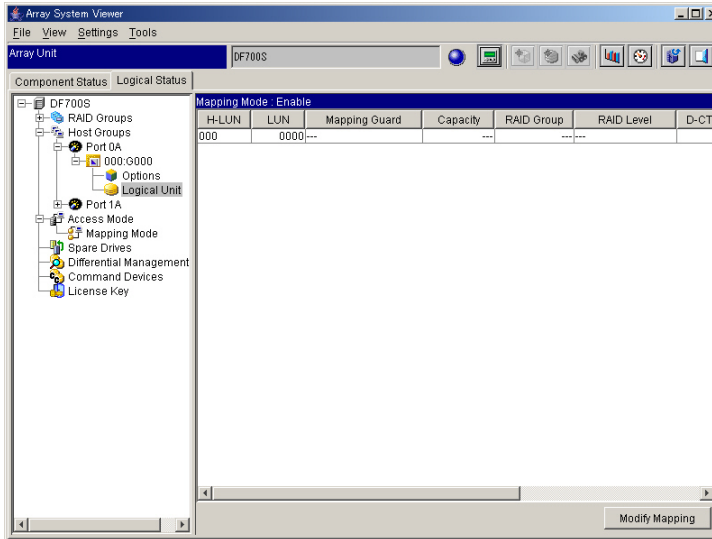 Array System Viewer
File View Settings Tools
Array Unit
DF700S
Component Status
Logical Status
DF700S
RAID Groups
Host Groups
Port 0A
000:G000
Options
Logical Unit
Port 1A
Access Mode
Mapping Mode
Spare Drives
Differential Management
Command Devices
License Key
Mapping Mode : Enable
H-LUN LUN Mapping Guard Capacity RAID Group RAID Level D-CT
000 0000 --- --- --- ---
Modify Mapping